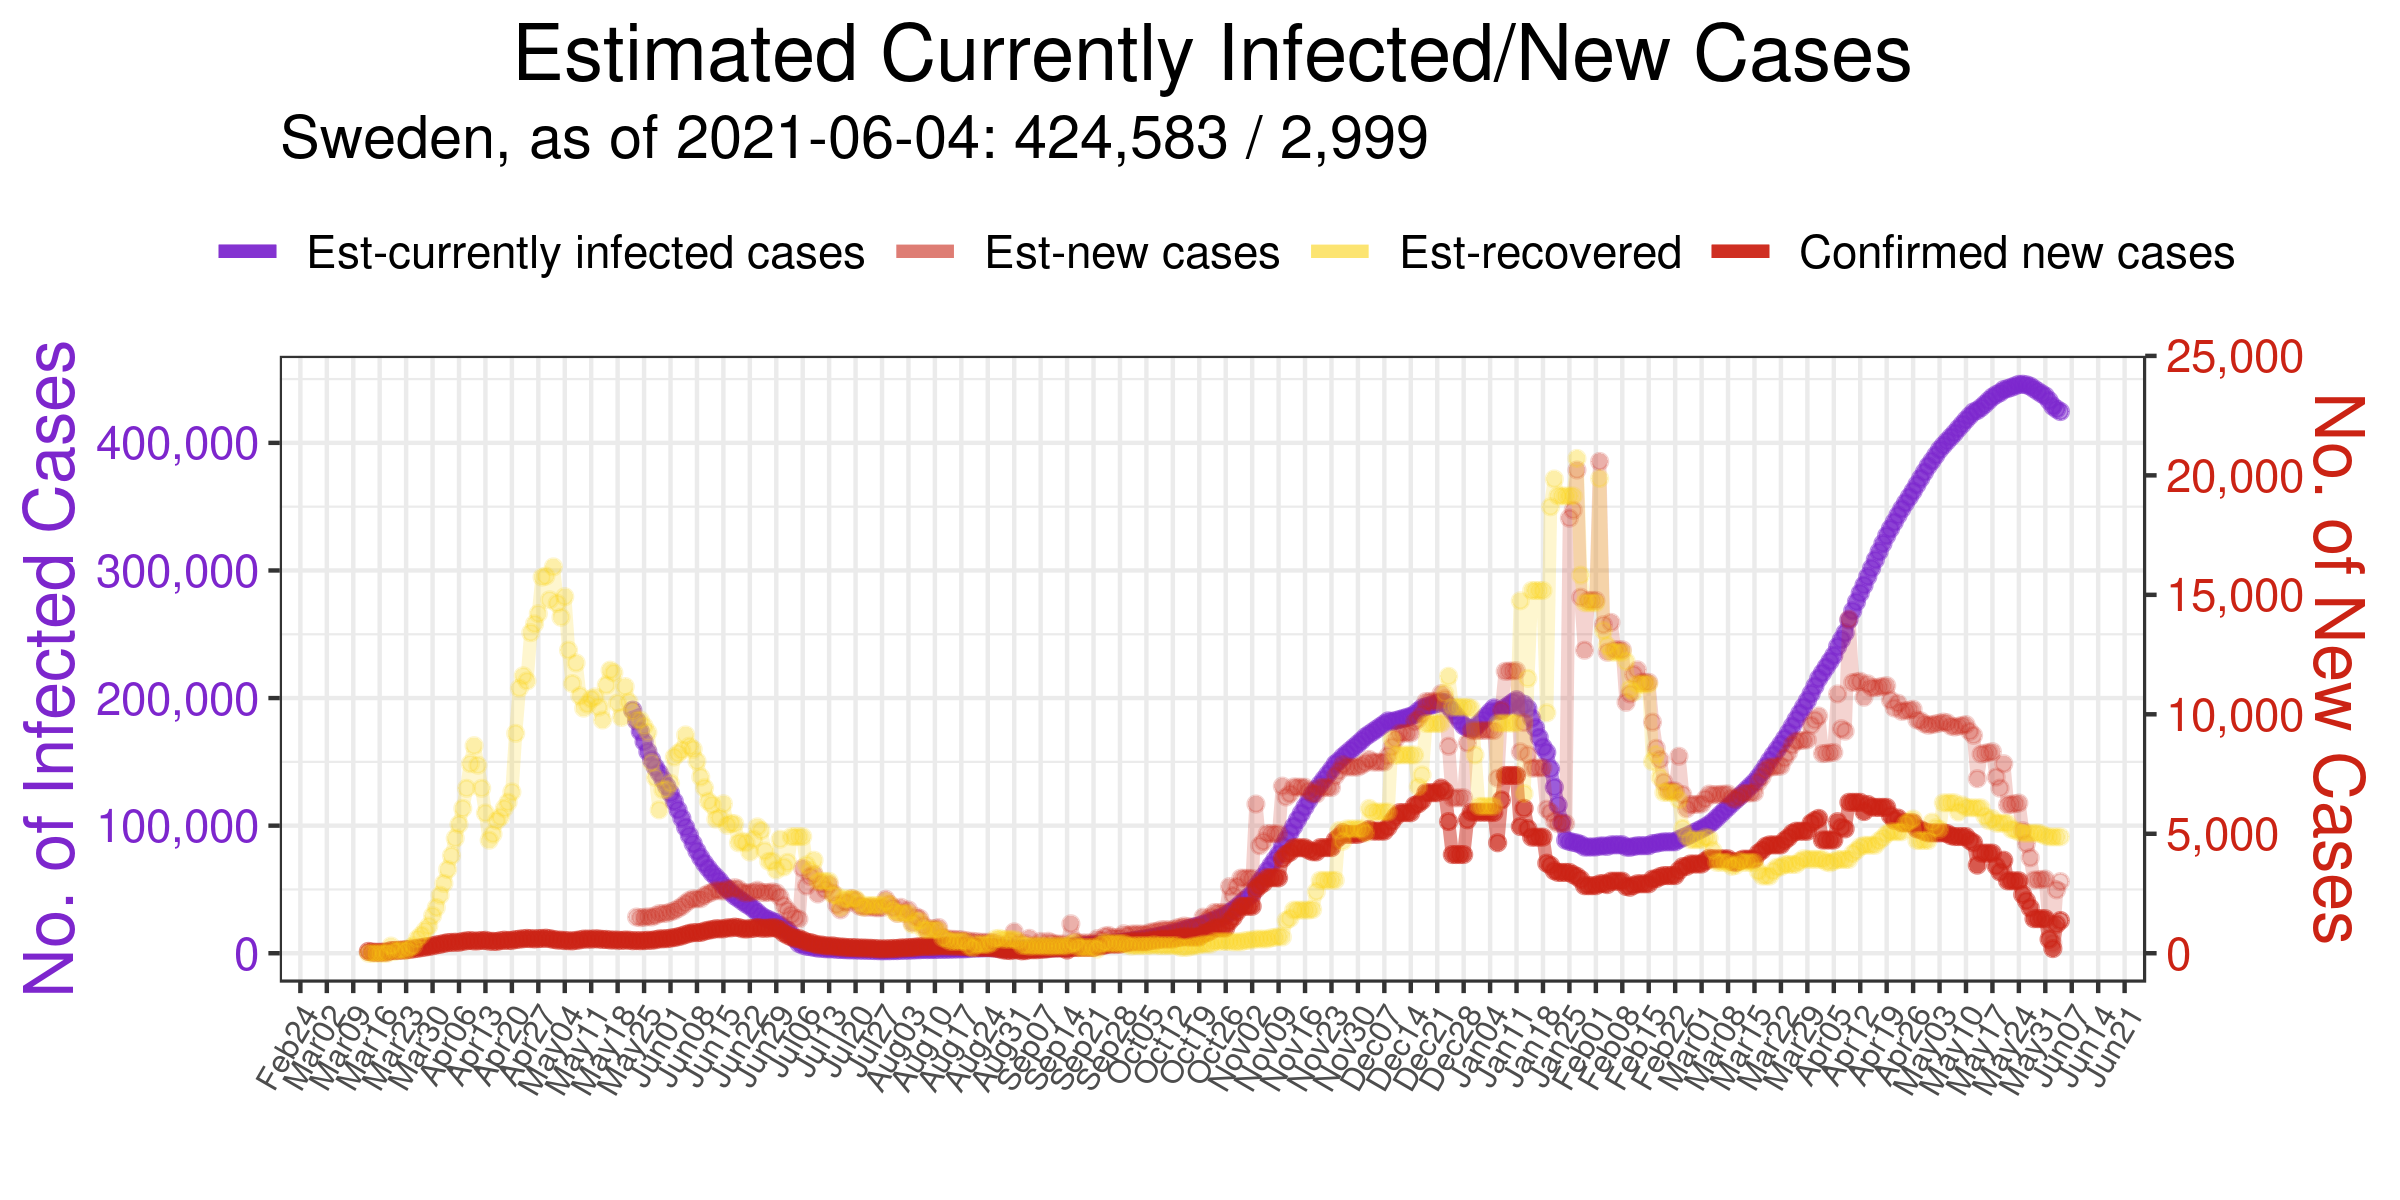 Estimated Currently Infected/New Cases
Sweden, as of 2021-06-04: 424,583 / 2,999
Est-currently infected cases Est-new cases Est-recovered Confirmed new cases
No. of Infected Cases
400,000
300,000
200,000
100,000
0
25,000
20,000
15,000
10,000
5,000
0
No. of New Cases
Feb24 Mar02 Mar09 Mar16 Mar23 Mar30 Apr06 Apr13 Apr20 Apr27 May04 May11 May18 May25 Jun01 Jun08 Jun15 Jun22 Jun29 Jul06 Jul13 Jul20 Jul27 Aug03 Aug10 Aug17 Aug24 Aug31 Sep07 Sep14 Sep21 Sep28 Oct05 Oct12 Oct19 Oct26 Nov02 Nov09 Nov16 Nov23 Nov30 Dec07 Dec14 Dec21 Dec28 Jan04 Jan11 Jan18 Jan25 Feb01 Feb08 Feb15 Feb22 Mar01 Mar08 Mar15 Mar22 Mar29 Apr05 Apr12 Apr19 Apr26 May03 May10 May17 May24 May31 Jun07 Jun14 Jun21